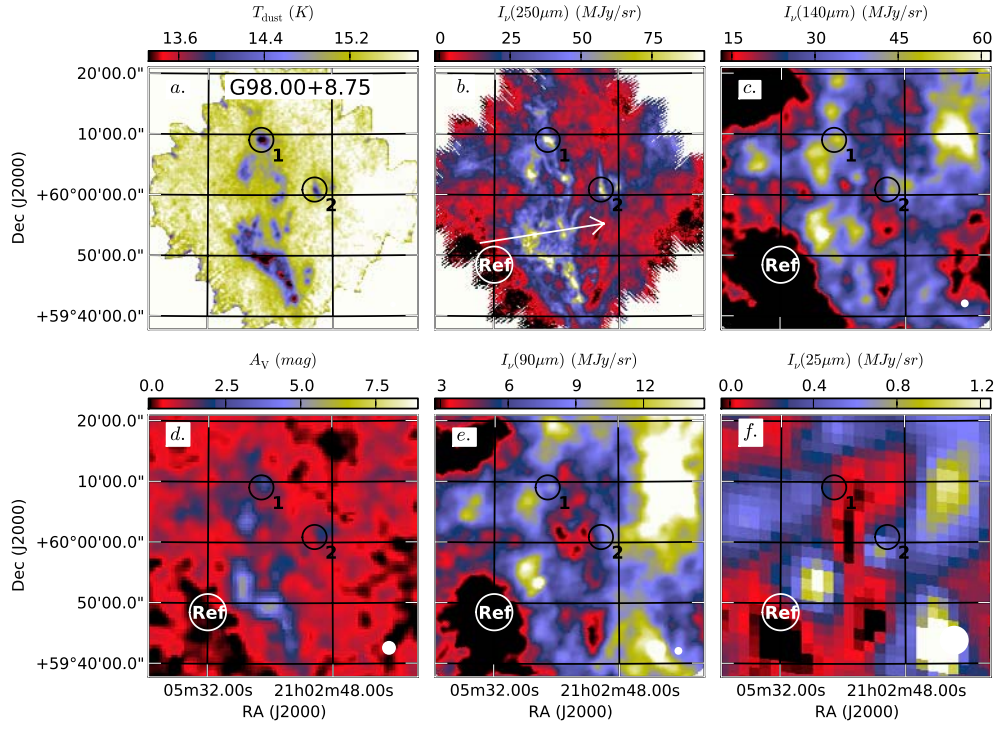 T_dust (K)
13.6 14.4 15.2
I_ν(250μm) (MJy/sr)
0 25 50 75
I_ν(140μm) (MJy/sr)
15 30 45 60
20'00.0"
10'00.0"
+60°00'00.0"
50'00.0"
+59°40'00.0"
Dec (J2000)
a.
G98.00+8.75
1
2
b.
1
2
Ref
c.
1
2
Ref
A_V (mag)
0.0 2.5 5.0 7.5
I_ν(90μm) (MJy/sr)
3 6 9 12
I_ν(25μm) (MJy/sr)
0.0 0.4 0.8 1.2
20'00.0"
10'00.0"
+60°00'00.0"
50'00.0"
+59°40'00.0"
Dec (J2000)
d.
1
2
Ref
e.
1
2
Ref
f.
1
2
Ref
05m32.00s 21h02m48.00s
RA (J2000)
05m32.00s 21h02m48.00s
RA (J2000)
05m32.00s 21h02m48.00s
RA (J2000)